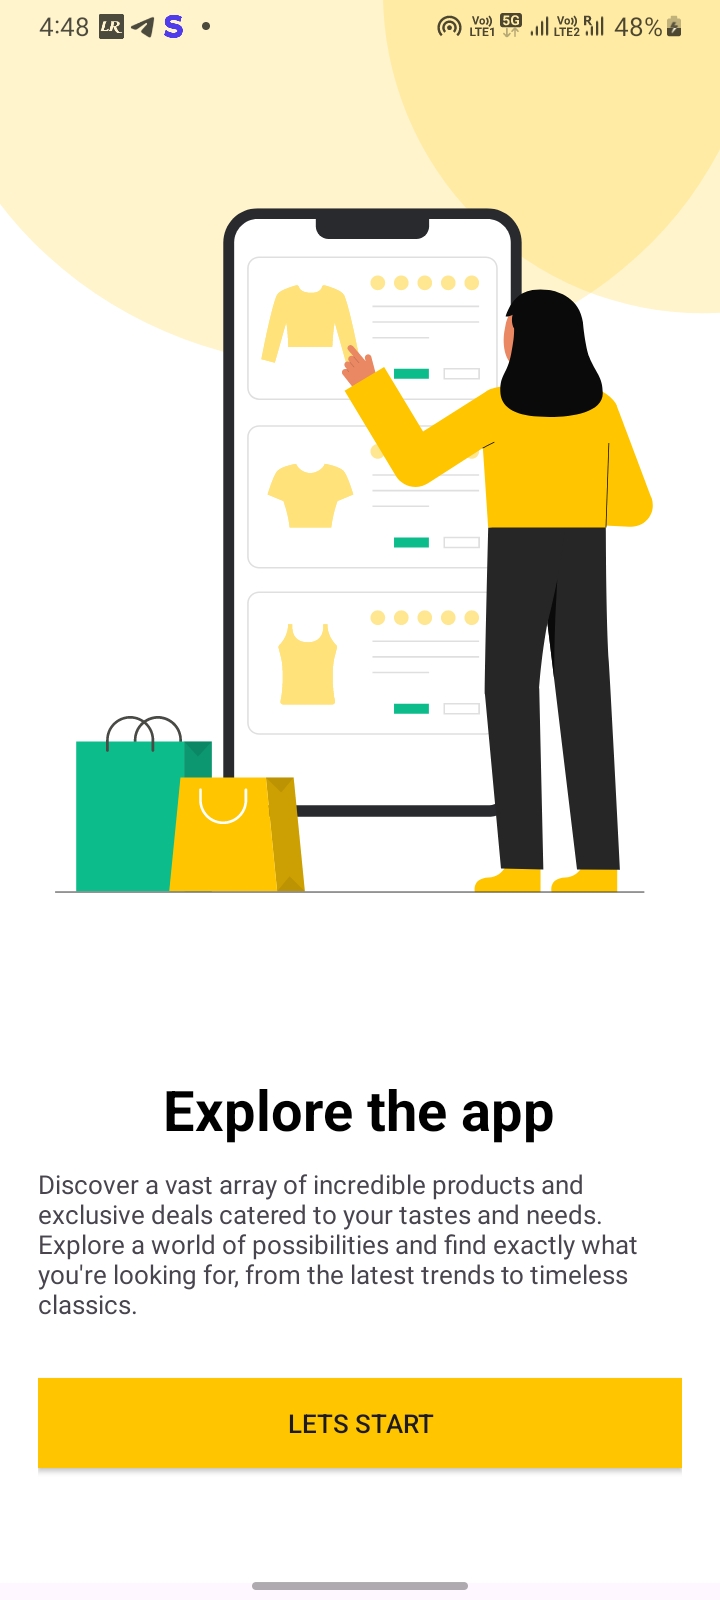 4:48 LR S Vo)) LTE1 5G Vo)) LTE2 R 48%
Explore the app
Discover a vast array of incredible products and
exclusive deals catered to your tastes and needs.
Explore a world of possibilities and find exactly what
you're looking for, from the latest trends to timeless
classics.
LETS START